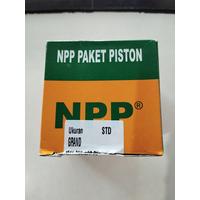 NPP PAKET PISTON
NPP®
Ukuran STD
GRAND